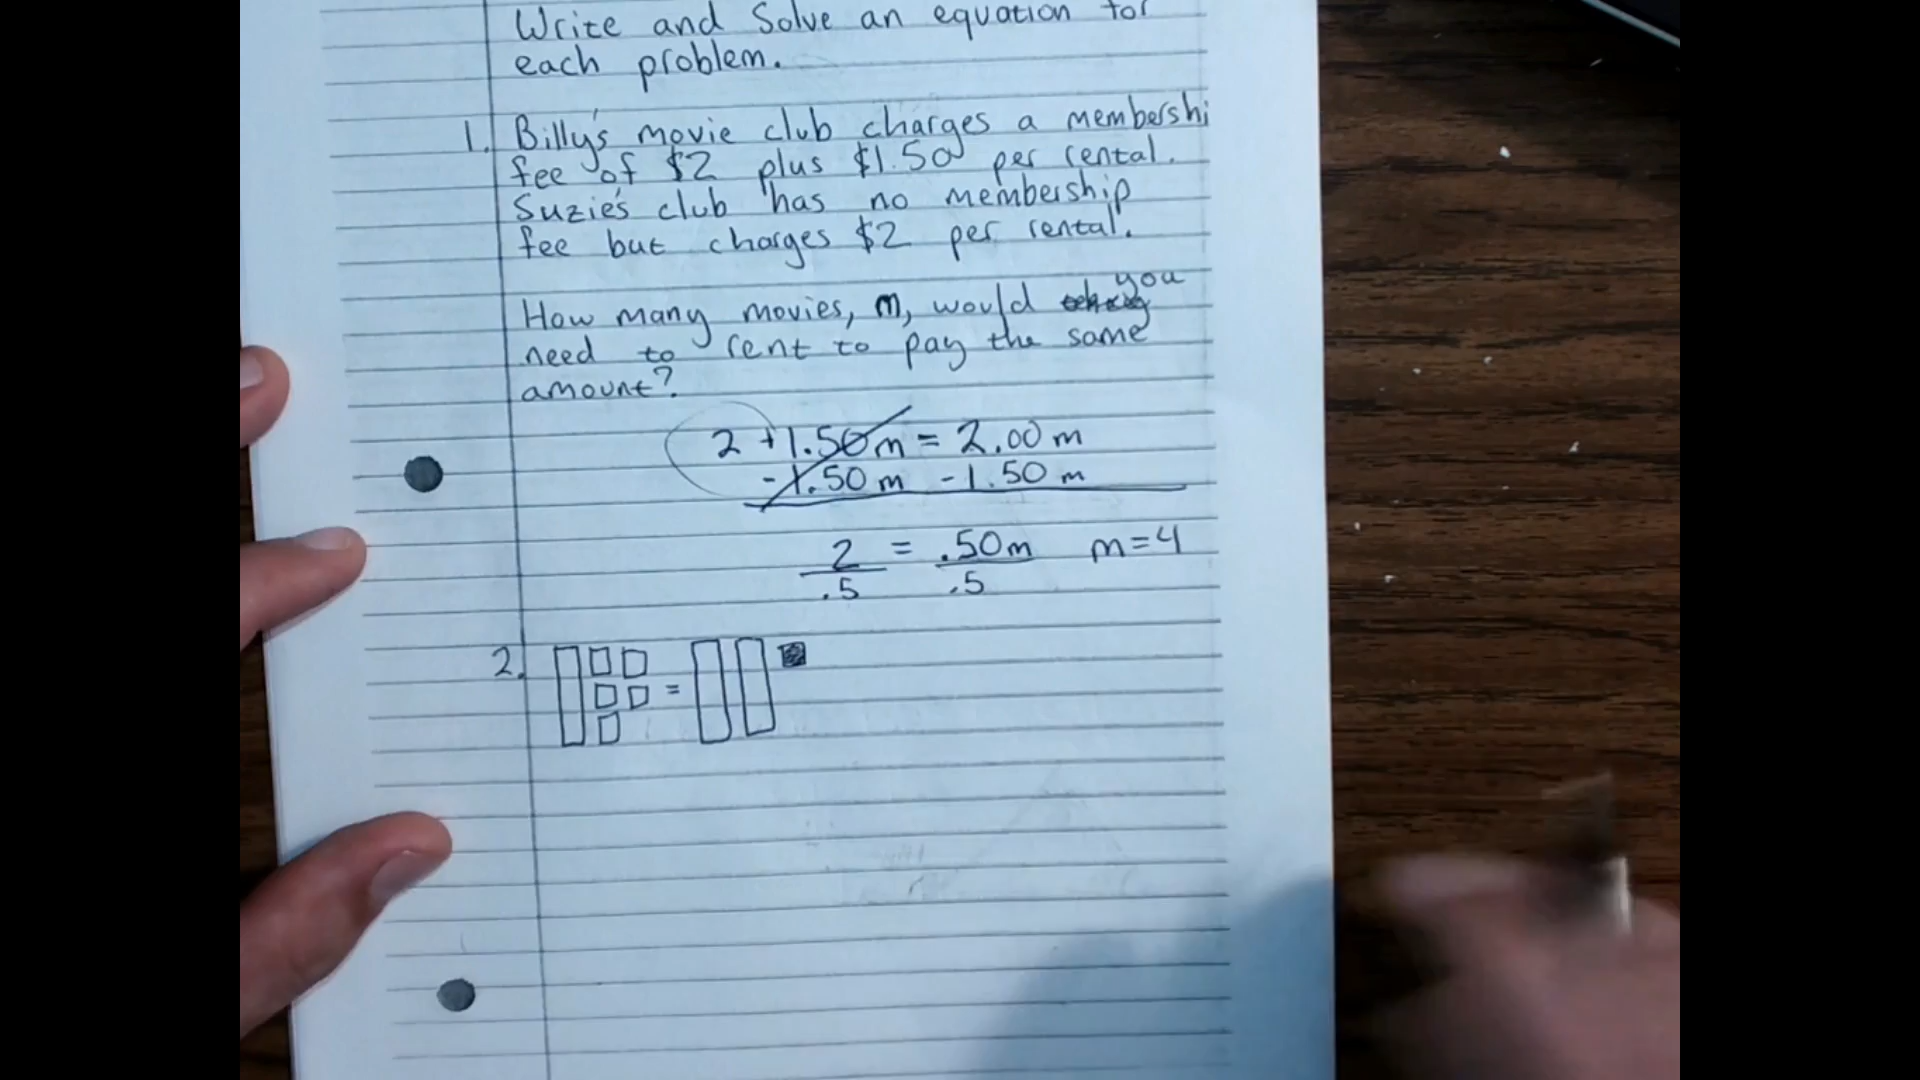 Write and Solve an equation for
each problem.
1. Billy's movie club charges a membershi
fee of $2 plus $1.50 per rental.
Suzie's club has no membership
fee but charges $2 per rental.
How many movies, m, would you
need to rent to pay the same
amount?
2 + 1.50 m = 2.00 m
- 1.50 m - 1.50 m
2 = .50m m = 4
.5 .5
2. =